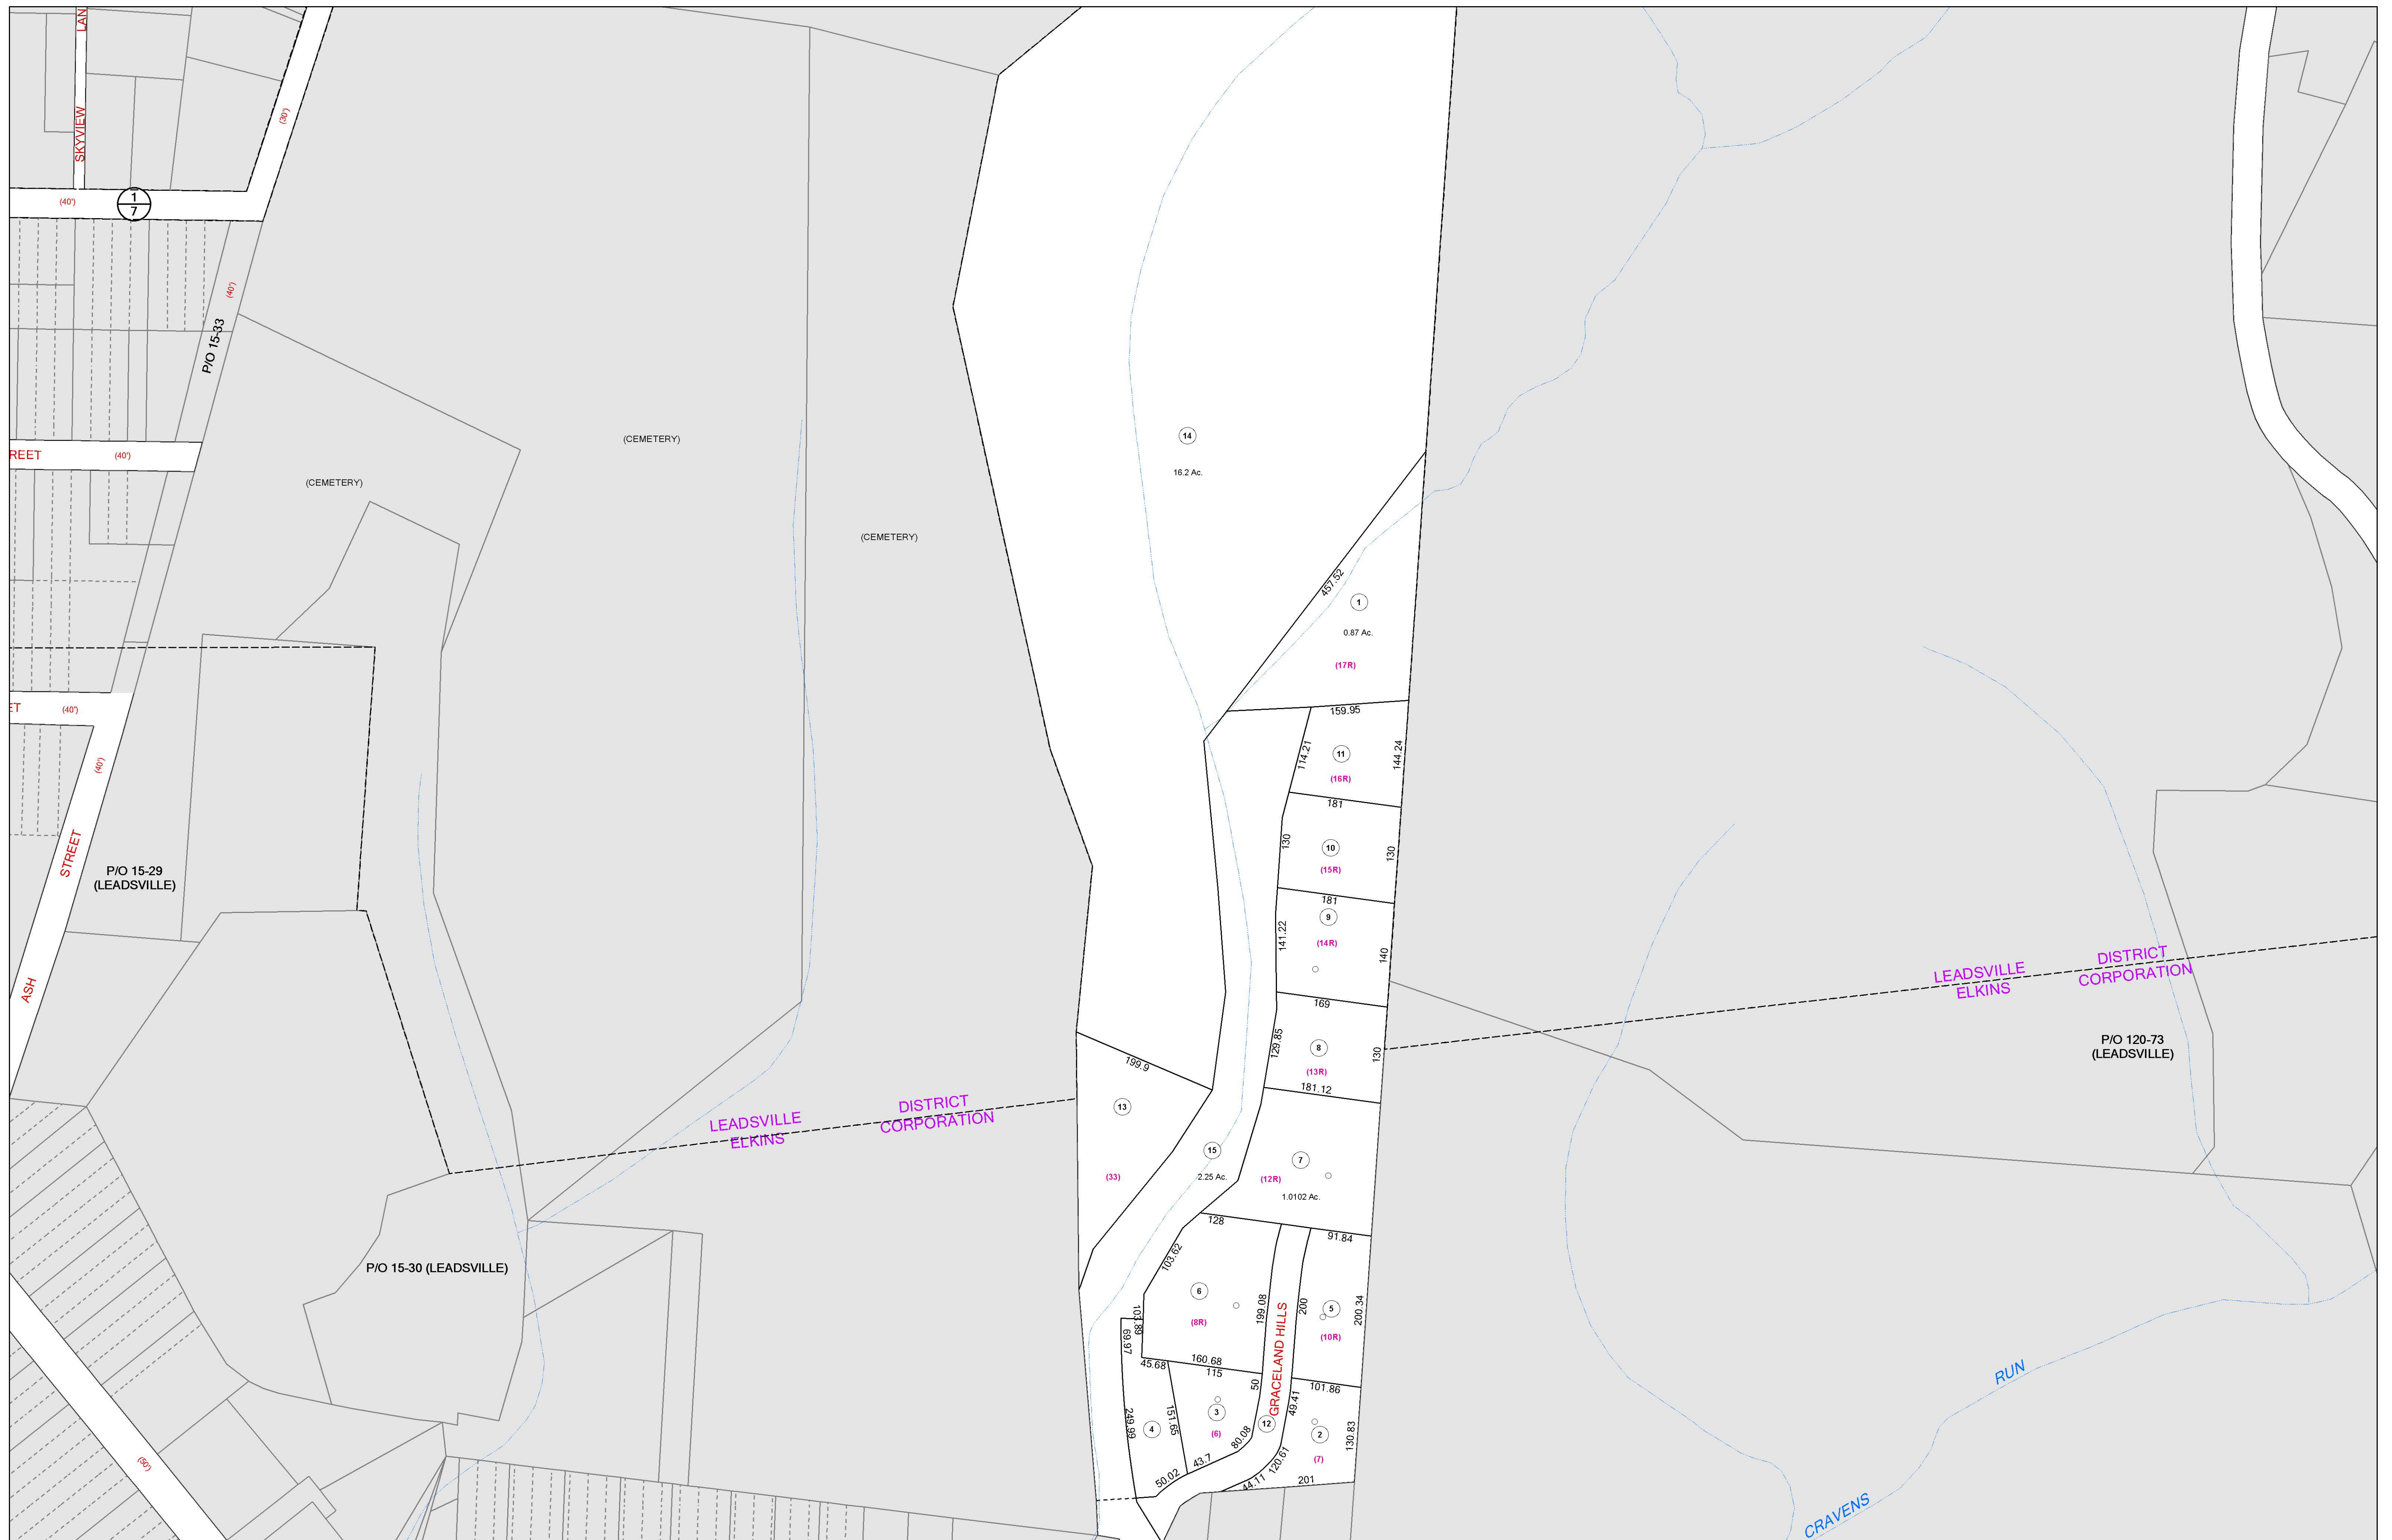 LAN
SKYVIEW
(30')
(40')
1
7
(40')
P/O 15-33
(CEMETERY)
REET
(40')
(CEMETERY)
(CEMETERY)
14
16.2 Ac.
457.52
1
0.87 Ac.
(17R)
ET
(40')
(40')
159.95
114.21
11
144.24
(16R)
181
STREET
130
10
130
P/O 15-29
(LEADSVILLE)
(15R)
181
9
141.22
(14R)
140
ASH
LEADSVILLE
DISTRICT
ELKINS
CORPORATION
169
129.85
8
130
P/O 120-73
(LEADSVILLE)
199.9
(13R)
181.12
13
LEADSVILLE
DISTRICT
ELKINS
CORPORATION
15
7
(33)
2.25 Ac.
(12R)
1.0102 Ac.
128
91.84
103.62
P/O 15-30 (LEADSVILLE)
6
103.89
199.08
200
5
200.34
(8R)
(10R)
69.97
GRACELAND HILLS
160.68
45.68
115
50
101.86
RUN
49.41
249.99
151.65
3
4
12
2
(6)
80.08
130.83
43.7
120.61
(7)
(50')
50.02
44.11
201
CRAVENS